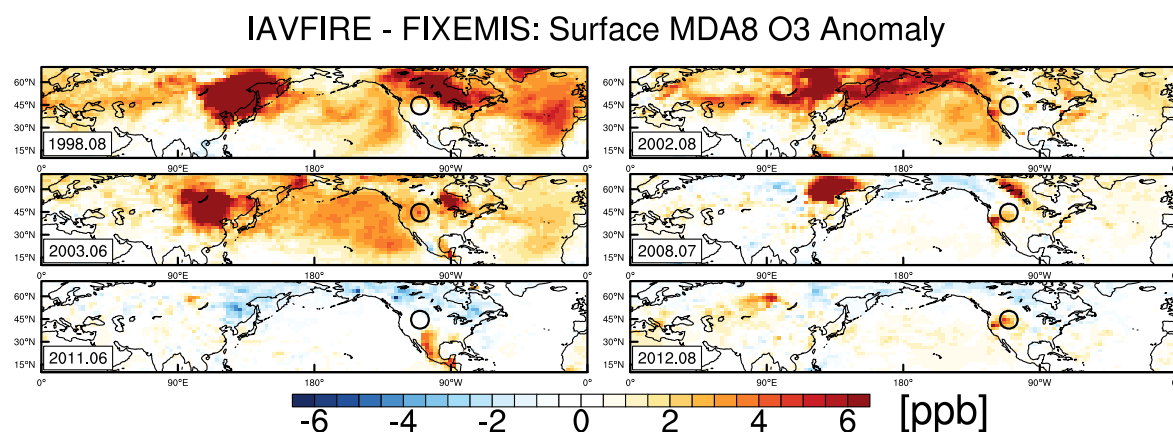 IAVFIRE - FIXEMIS: Surface MDA8 O3 Anomaly
60°N 60°N
45°N 45°N
30°N 30°N
15°N 1998.08 15°N 2002.08
0° 90°E 180° 90°W 0° 90°E 180° 90°W 0°
60°N 60°N
45°N 45°N
30°N 30°N
15°N 2003.06 15°N 2008.07
0° 90°E 180° 90°W 0° 90°E 180° 90°W 0°
60°N 60°N
45°N 45°N
30°N 30°N
15°N 2011.06 15°N 2012.08
0° 90°E 180° 90°W 0° 90°E 180° 90°W 0°
-6 -4 -2 0 2 4 6 [ppb]